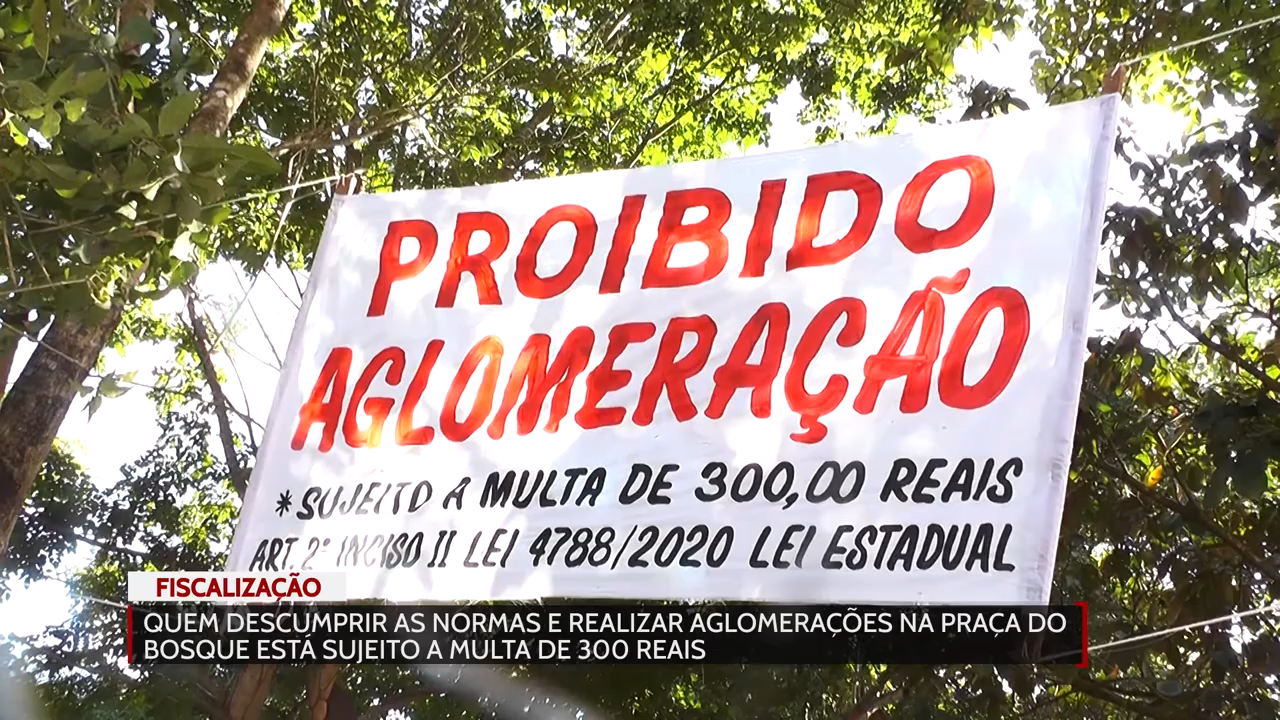 PROIBIDO
AGLOMERAÇÃO
*SUJEITO A MULTA DE 300,00 REAIS
ART. 2º INCISO II LEI 4788/2020 LEI ESTADUAL
FISCALIZAÇÃO
QUEM DESCUMPRIR AS NORMAS E REALIZAR AGLOMERAÇÕES NA PRAÇA DO
BOSQUE ESTÁ SUJEITO A MULTA DE 300 REAIS